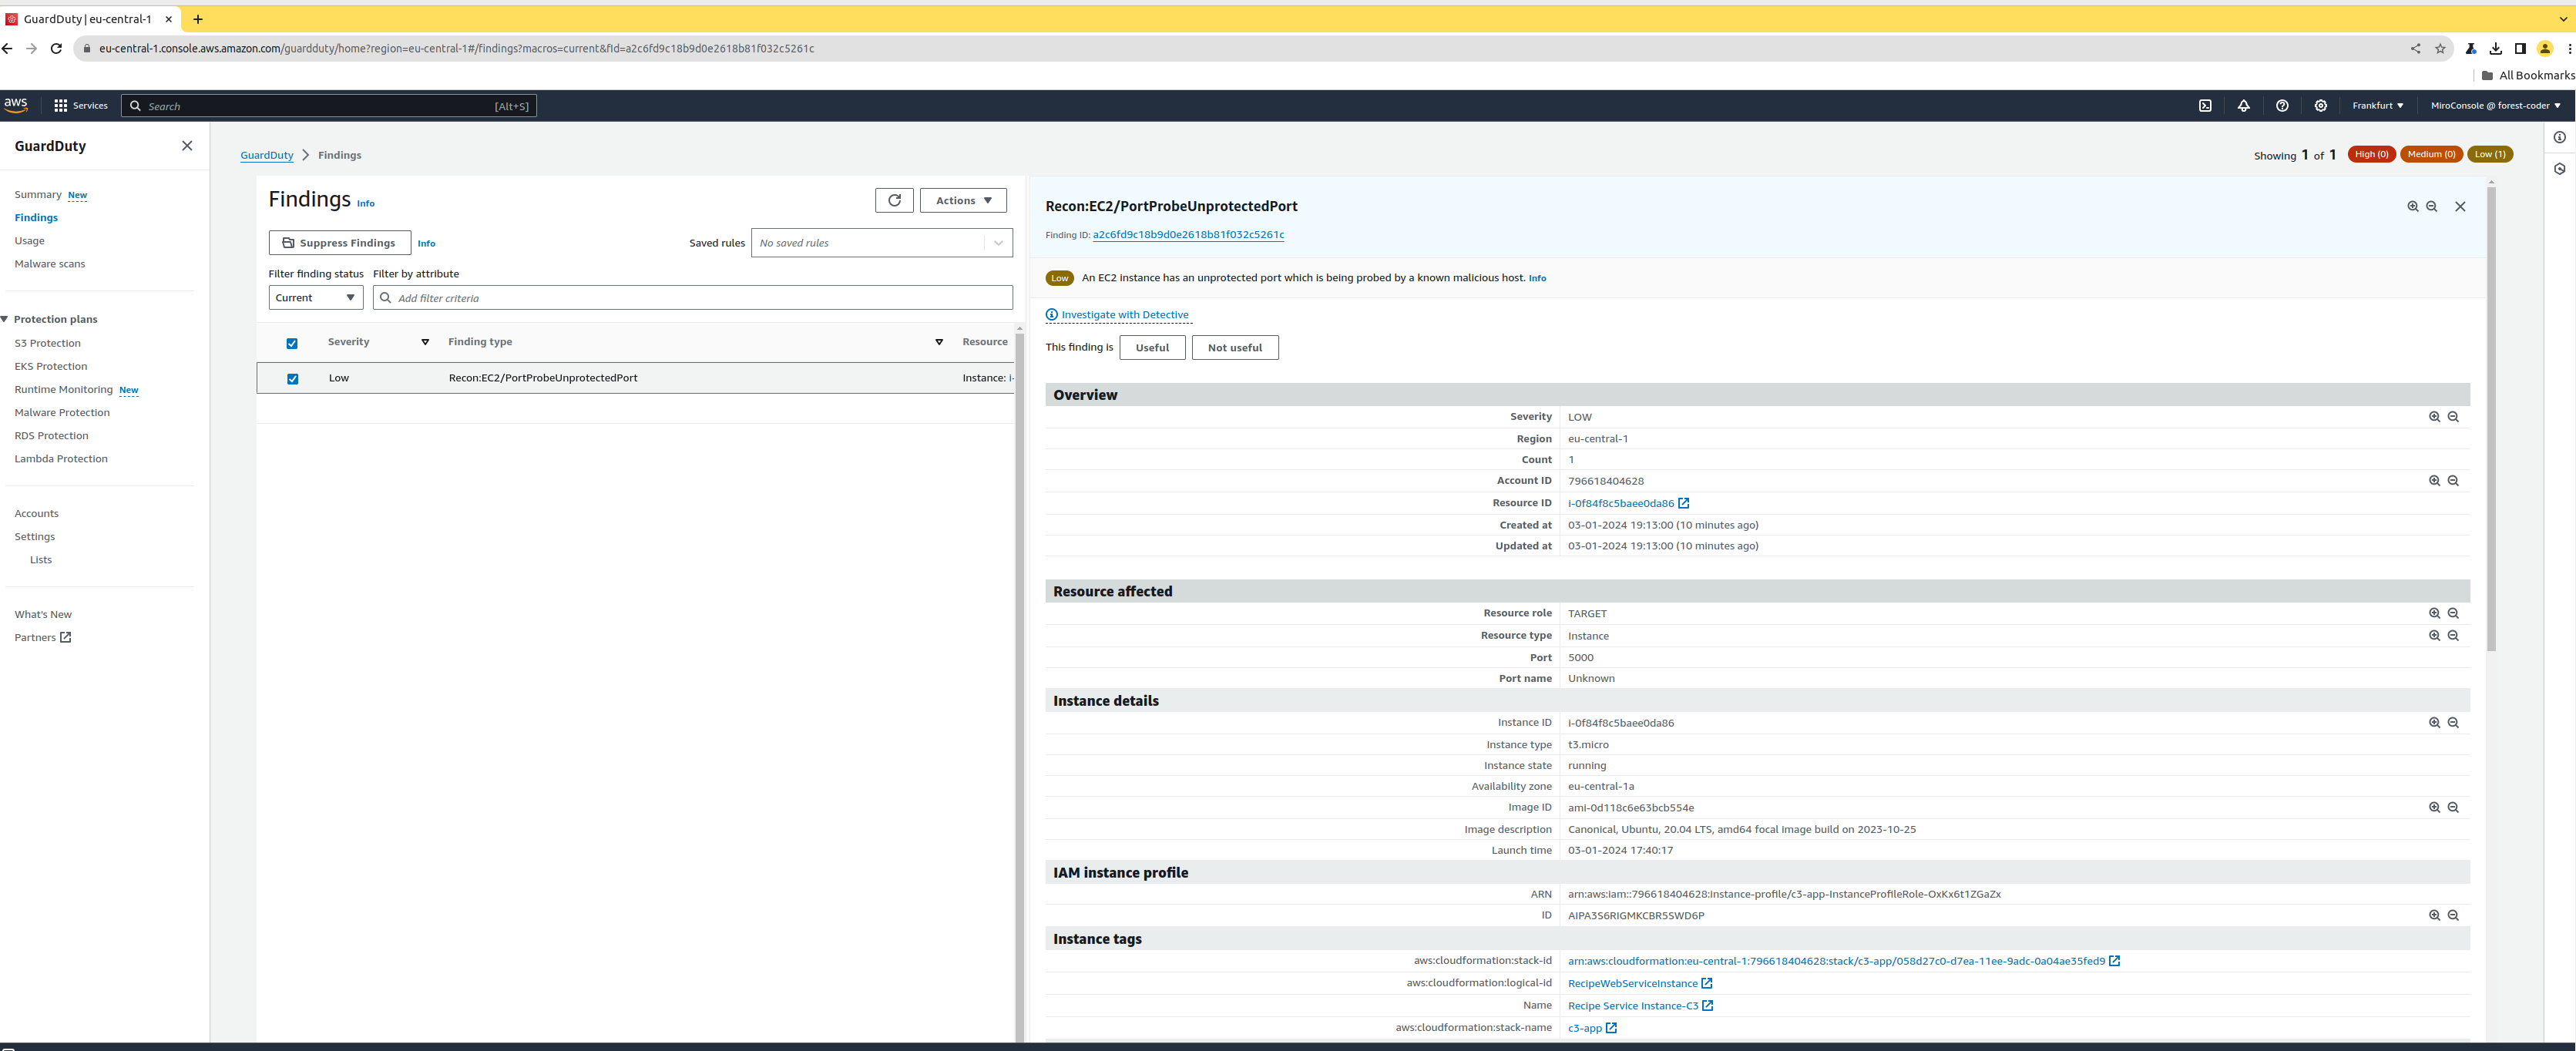 GuardDuty | eu-central-1
eu-central-1.console.aws.amazon.com/guardduty/home?region=eu-central-1#/findings?macros=current&fId=a2c6fd9c18b9d0e2618b81f032c5261c
All Bookmarks
aws
Services
Search
[Alt+S]
Frankfurt
MiroConsole @ forest-coder
GuardDuty
Summary New
Findings
Usage
Malware scans
Protection plans
S3 Protection
EKS Protection
Runtime Monitoring New
Malware Protection
RDS Protection
Lambda Protection
Accounts
Settings
Lists
What's New
Partners
GuardDuty > Findings
Showing 1 of 1 High (0) Medium (0) Low (1)
Findings Info
Actions
Suppress Findings Info
Saved rules No saved rules
Filter finding status Filter by attribute
Current Add filter criteria
Severity Finding type Resource
Low Recon:EC2/PortProbeUnprotectedPort Instance: i-
Recon:EC2/PortProbeUnprotectedPort
Finding ID: a2c6fd9c18b9d0e2618b81f032c5261c
Low An EC2 instance has an unprotected port which is being probed by a known malicious host. Info
Investigate with Detective
This finding is Useful Not useful
Overview
Severity LOW
Region eu-central-1
Count 1
Account ID 796618404628
Resource ID i-0f84f8c5baee0da86
Created at 03-01-2024 19:13:00 (10 minutes ago)
Updated at 03-01-2024 19:13:00 (10 minutes ago)
Resource affected
Resource role TARGET
Resource type Instance
Port 5000
Port name Unknown
Instance details
Instance ID i-0f84f8c5baee0da86
Instance type t3.micro
Instance state running
Availability zone eu-central-1a
Image ID ami-0d118c6e63bcb554e
Image description Canonical, Ubuntu, 20.04 LTS, amd64 focal image build on 2023-10-25
Launch time 03-01-2024 17:40:17
IAM instance profile
ARN arn:aws:iam::796618404628:instance-profile/c3-app-InstanceProfileRole-OxKx6t1ZGaZx
ID AIPA3S6RIGMKCBR5SWD6P
Instance tags
aws:cloudformation:stack-id arn:aws:cloudformation:eu-central-1:796618404628:stack/c3-app/058d27c0-d7ea-11ee-9adc-0a04ae35fed9
aws:cloudformation:logical-id RecipeWebServiceInstance
Name Recipe Service Instance-C3
aws:cloudformation:stack-name c3-app